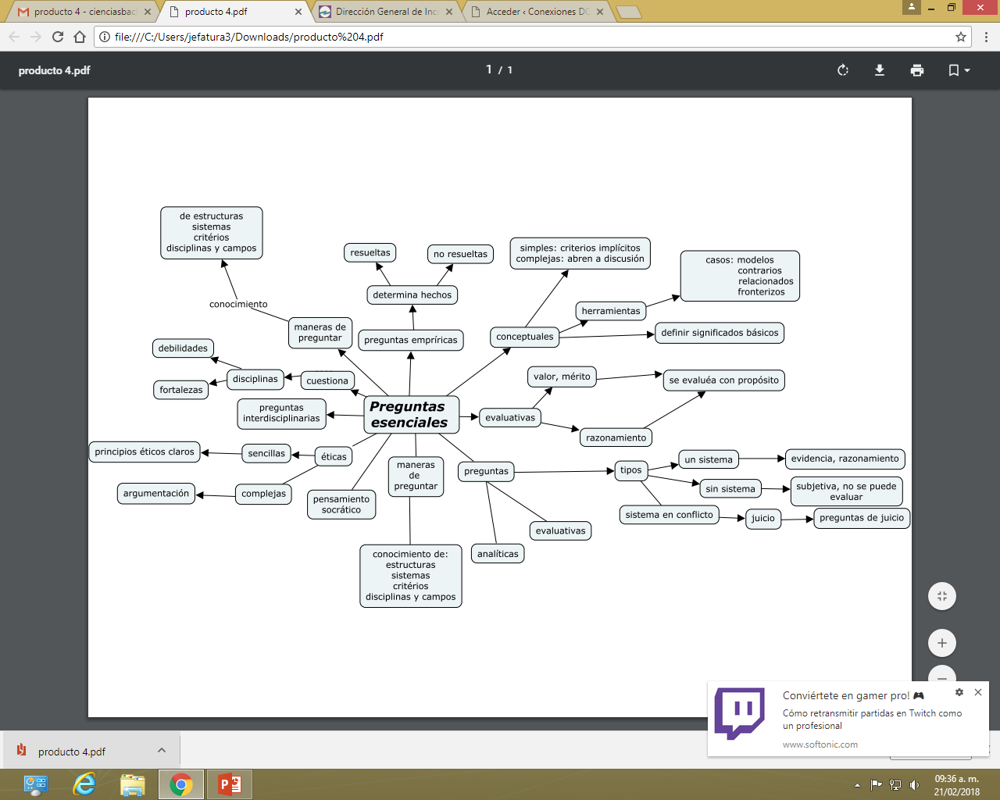 producto 4 - cienciasbac
producto 4.pdf
Dirección General de Inc
Acceder ‹ Conexiones DG
file:///C:/Users/jefatura3/Downloads/producto%204.pdf
producto 4.pdf
1 / 1
de estructuras
sistemas
critérios
disciplinas y campos
conocimiento
maneras de
preguntar
resueltas
no resueltas
determina hechos
preguntas empríricas
simples: criterios implícitos
complejas: abren a discusión
casos: modelos
contrarios
relacionados
fronterizos
herramientas
conceptuales
definir significados básicos
debilidades
fortalezas
disciplinas
cuestiona
valor, mérito
se evaluéa con propósito
Preguntas
esenciales
preguntas
interdisciplinarias
evaluativas
razonamiento
principios éticos claros
sencillas
éticas
argumentación
complejas
pensamiento
socrático
maneras
de
preguntar
preguntas
tipos
un sistema
evidencia, razonamiento
sin sistema
subjetiva, no se puede
evaluar
sistema en conflicto
juicio
preguntas de juicio
evaluativas
analíticas
conocimiento de:
estructuras
sistemas
critérios
disciplinas y campos
Conviértete en gamer pro! 🎮
Cómo retransmitir partidas en Twitch como
un profesional
www.softonic.com
producto 4.pdf
09:36 a. m.
21/02/2018